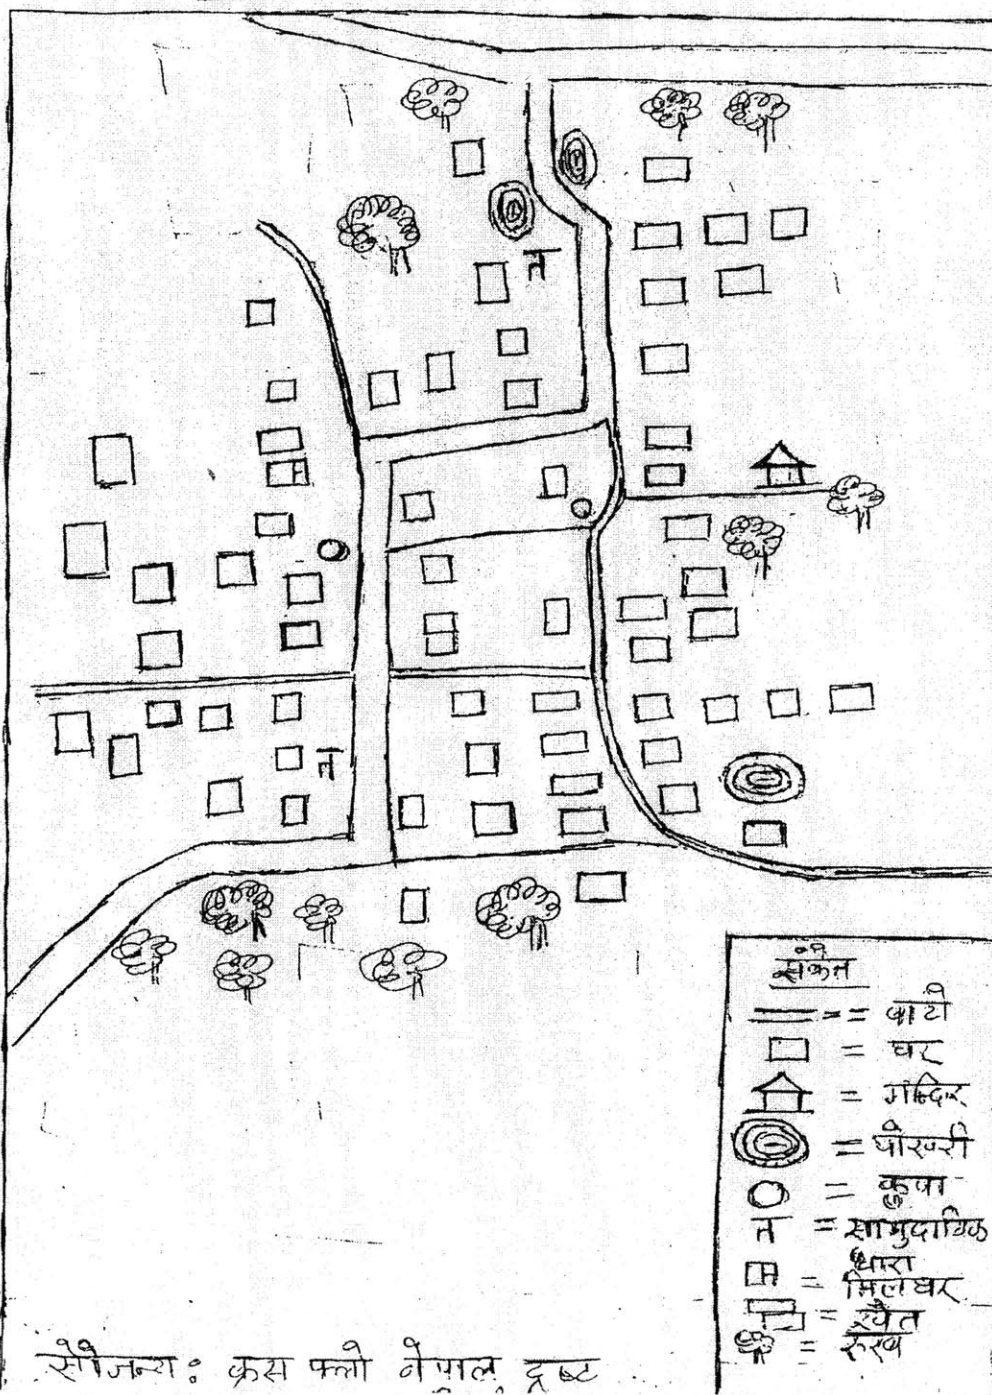 त
त
संकेत
= = वाटो
= घर
= मन्दिर
= पोखरी
= कुवा
त = सामुदायिक
धारा
= मिलघर
= खेत
= रूख
सौजन्य: क्रस फ्लो नेपाल ट्रष्ट